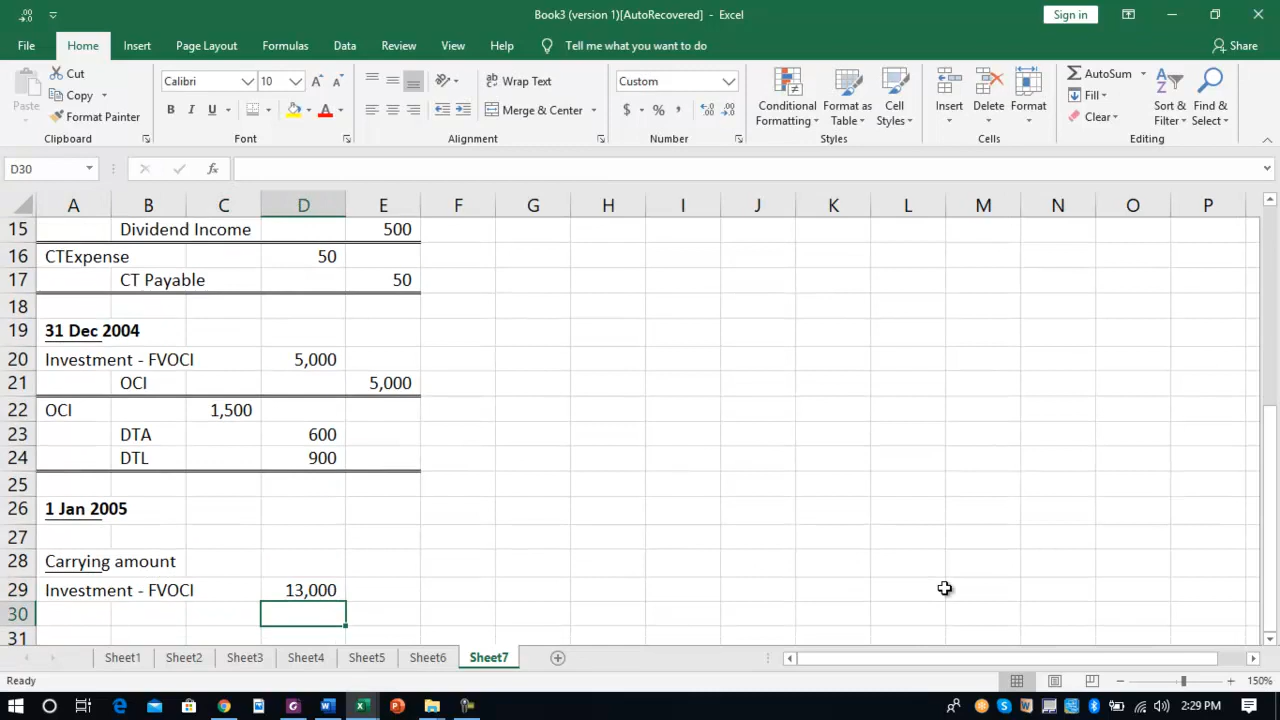 Book3 (version 1)[AutoRecovered] - Excel
Sign in
File Home Insert Page Layout Formulas Data Review View Help Tell me what you want to do Share
Paste
Cut
Copy
Format Painter
Clipboard
Calibri 10
B I U
Font
Wrap Text
Merge & Center
Alignment
Custom
$ % ,
Number
Conditional Formatting
Format as Table
Cell Styles
Styles
Insert
Delete
Format
Cells
AutoSum
Fill
Clear
Sort & Filter
Find & Select
Editing
D30 fx
A B C D E F G H I J K L M N O P
15 Dividend Income 500
16 CTExpense 50
17 CT Payable 50
18
19 31 Dec 2004
20 Investment - FVOCI 5,000
21 OCI 5,000
22 OCI 1,500
23 DTA 600
24 DTL 900
25
26 1 Jan 2005
27
28 Carrying amount
29 Investment - FVOCI 13,000
30
31
Sheet1 Sheet2 Sheet3 Sheet4 Sheet5 Sheet6 Sheet7
Ready 150%
2:29 PM